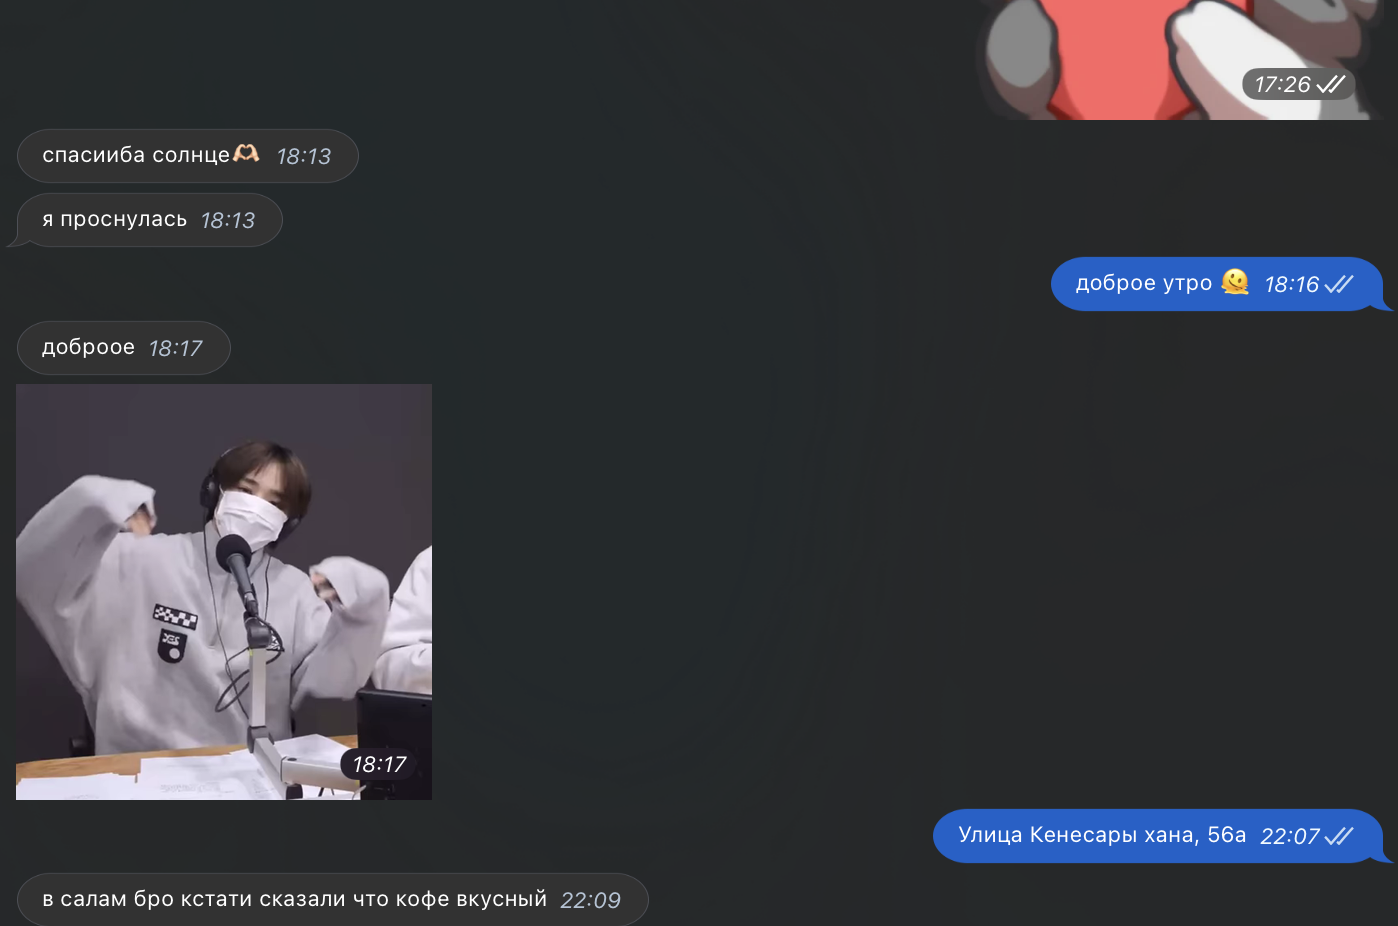 17:26
спасииба солнце🫶🏻 18:13
я проснулась 18:13
доброе утро 🫠 18:16
доброое 18:17
18:17
Улица Кенесары хана, 56а 22:07
в салам бро кстати сказали что кофе вкусный 22:09